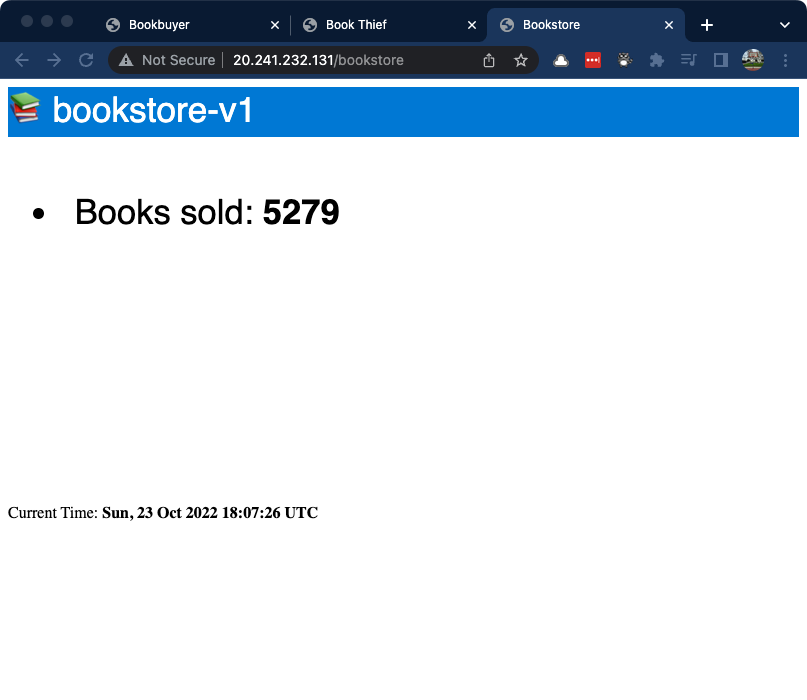 Bookbuyer
Book Thief
Bookstore
Not Secure
20.241.232.131/bookstore
bookstore-v1
• Books sold: 5279
Current Time: Sun, 23 Oct 2022 18:07:26 UTC